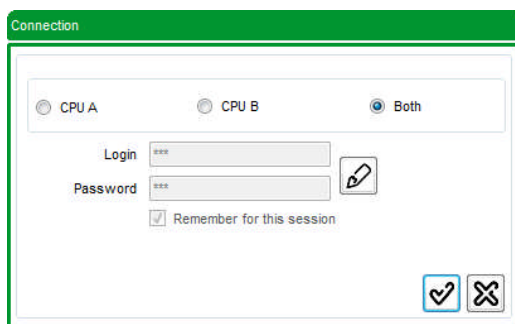 Connection
CPU A CPU B Both
Login ***
Password ***
Remember for this session